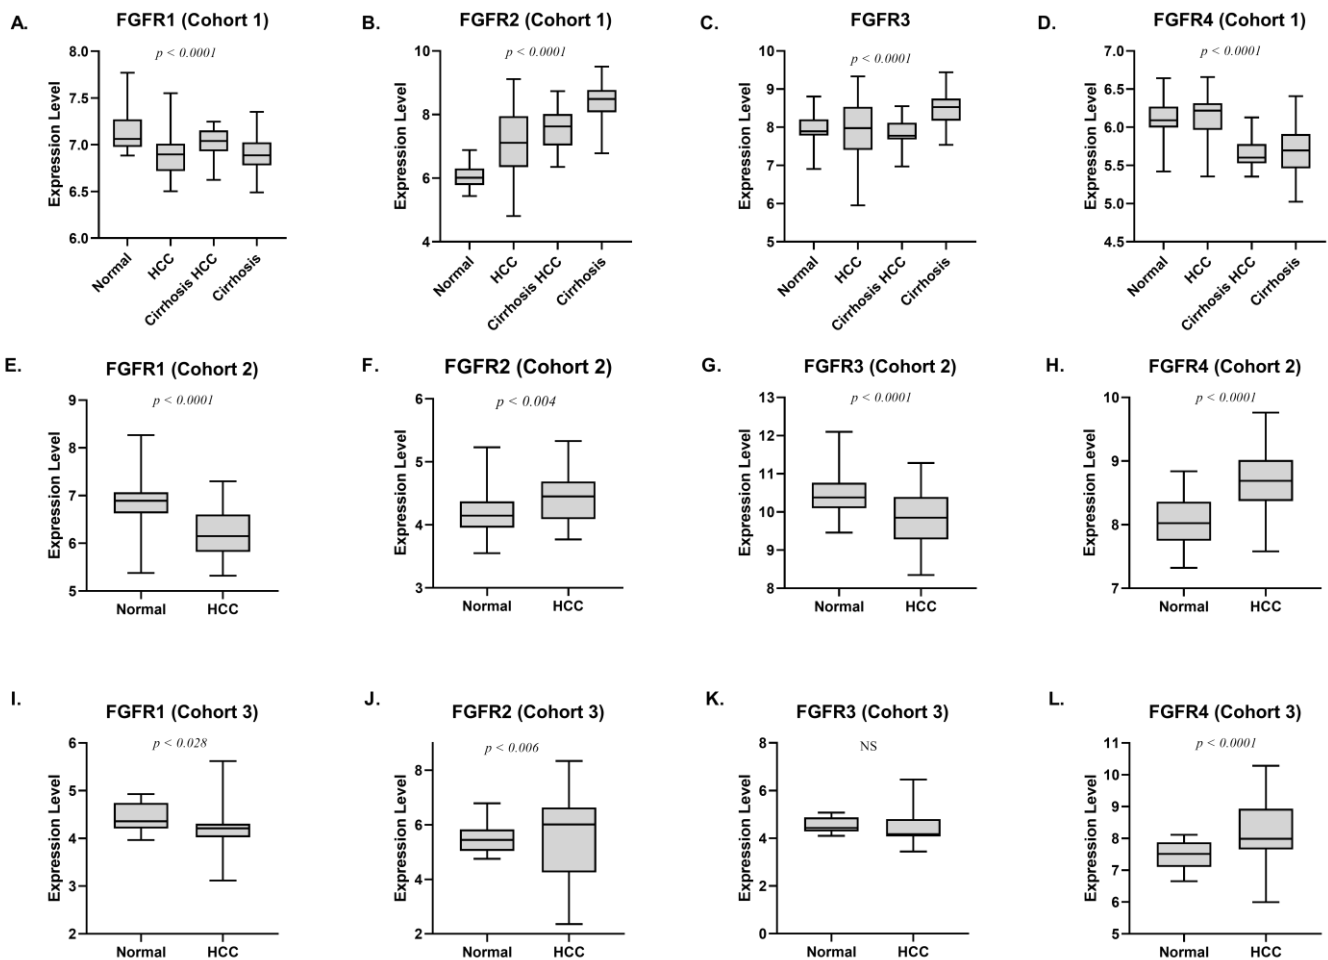 A.
FGFR1 (Cohort 1)
p < 0.0001
Expression Level
8.0
7.5
7.0
6.5
6.0
Normal
HCC
Cirrhosis HCC
Cirrhosis
B.
FGFR2 (Cohort 1)
p < 0.0001
Expression Level
10
8
6
4
Normal
HCC
Cirrhosis HCC
Cirrhosis
C.
FGFR3
p < 0.0001
Expression Level
10
9
8
7
6
5
Normal
HCC
Cirrhosis HCC
Cirrhosis
D.
FGFR4 (Cohort 1)
p < 0.0001
Expression Level
7.0
6.5
6.0
5.5
5.0
4.5
Normal
HCC
Cirrhosis HCC
Cirrhosis
E.
FGFR1 (Cohort 2)
p < 0.0001
Expression Level
9
8
7
6
5
Normal
HCC
F.
FGFR2 (Cohort 2)
p < 0.004
Expression Level
6
5
4
3
Normal
HCC
G.
FGFR3 (Cohort 2)
p < 0.0001
Expression Level
13
12
11
10
9
8
Normal
HCC
H.
FGFR4 (Cohort 2)
p < 0.0001
Expression Level
10
9
8
7
Normal
HCC
I.
FGFR1 (Cohort 3)
p < 0.028
Expression Level
6
5
4
3
2
Normal
HCC
J.
FGFR2 (Cohort 3)
p < 0.006
Expression Level
8
6
4
2
Normal
HCC
K.
FGFR3 (Cohort 3)
NS
Expression Level
8
6
4
2
0
Normal
HCC
L.
FGFR4 (Cohort 3)
p < 0.0001
Expression Level
11
10
9
8
7
6
5
Normal
HCC